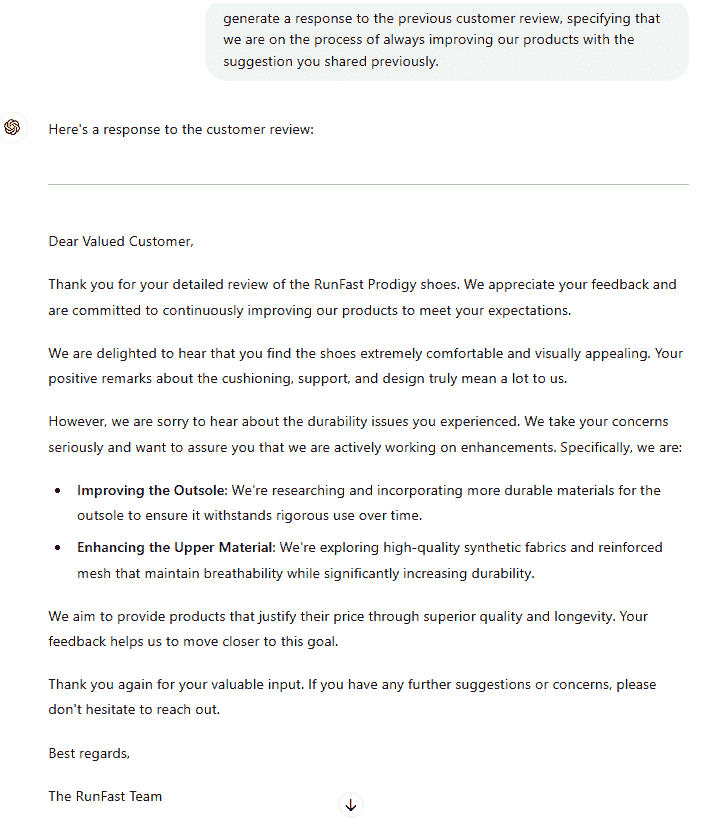 generate a response to the previous customer review, specifying that
we are on the process of always improving our products with the
suggestion you shared previously.
Here's a response to the customer review:
Dear Valued Customer,
Thank you for your detailed review of the RunFast Prodigy shoes. We appreciate your feedback and
are committed to continuously improving our products to meet your expectations.
We are delighted to hear that you find the shoes extremely comfortable and visually appealing. Your
positive remarks about the cushioning, support, and design truly mean a lot to us.
However, we are sorry to hear about the durability issues you experienced. We take your concerns
seriously and want to assure you that we are actively working on enhancements. Specifically, we are:
• Improving the Outsole: We're researching and incorporating more durable materials for the
outsole to ensure it withstands rigorous use over time.
• Enhancing the Upper Material: We're exploring high-quality synthetic fabrics and reinforced
mesh that maintain breathability while significantly increasing durability.
We aim to provide products that justify their price through superior quality and longevity. Your
feedback helps us to move closer to this goal.
Thank you again for your valuable input. If you have any further suggestions or concerns, please
don't hesitate to reach out.
Best regards,
The RunFast Team